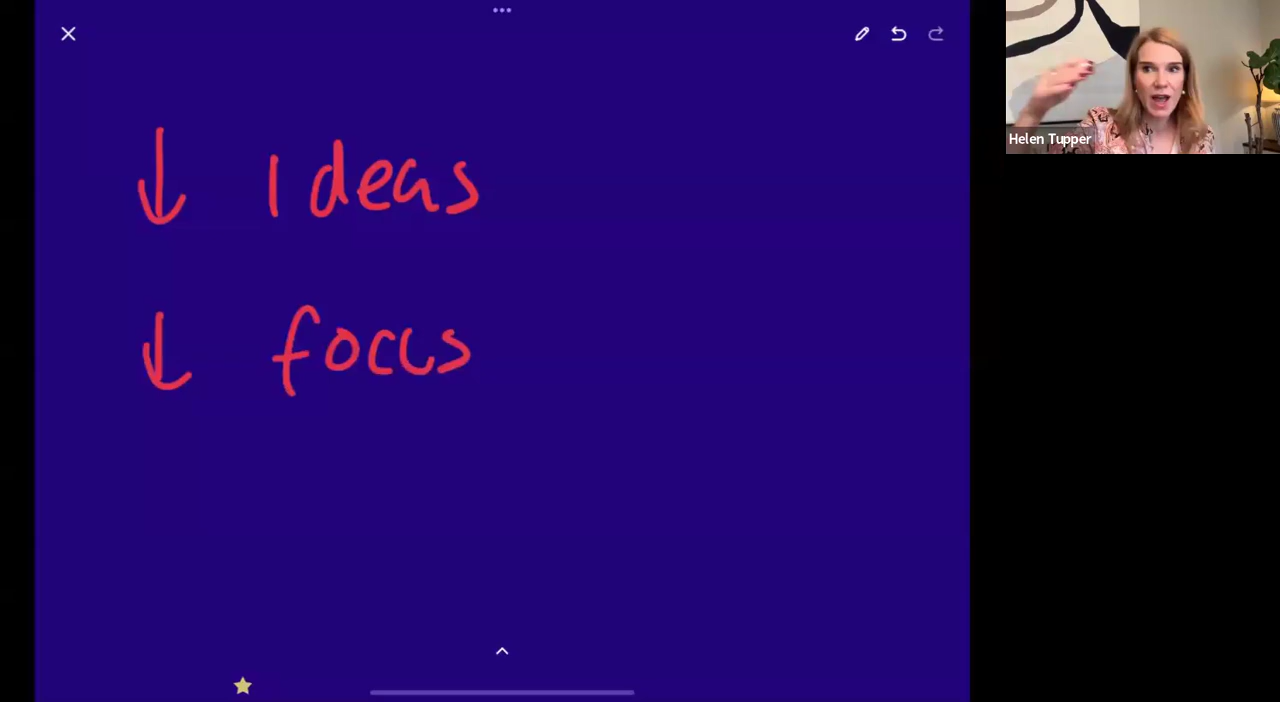 Helen Tupper
↓ Ideas
↓ focus